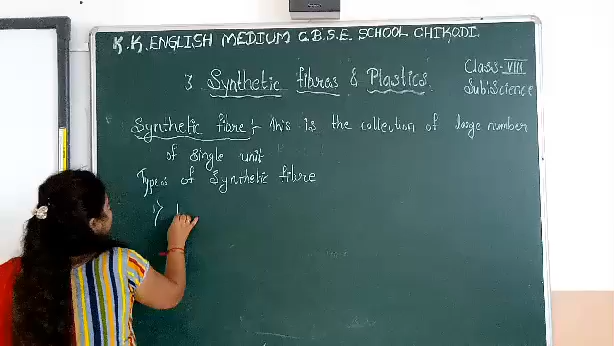 K.K. ENGLISH MEDIUM C.B.S.E. SCHOOL CHIKODI.
Class:- VIII
3 Synthetic fibres & Plastics
Sub:Science
Synthetic fibre :- This is the collection of large number
of single unit
Types of Synthetic fibre
1)